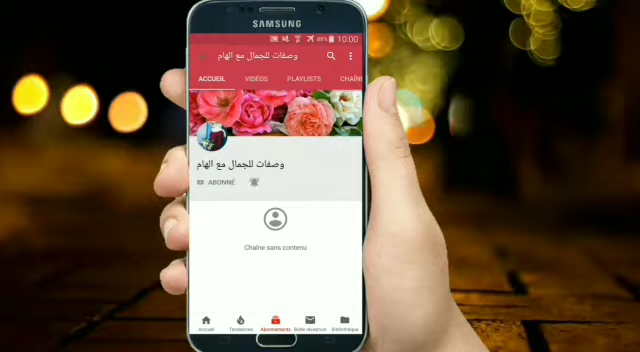 SAMSUNG
88% 10:00
وصفات للجمال مع الهام
ACCUEIL VIDÉOS PLAYLISTS CHAÎN
وصفات للجمال مع الهام
ABONNÉ
Chaîne sans contenu
Accueil Tendances Abonnements Boîte réception Bibliothèque